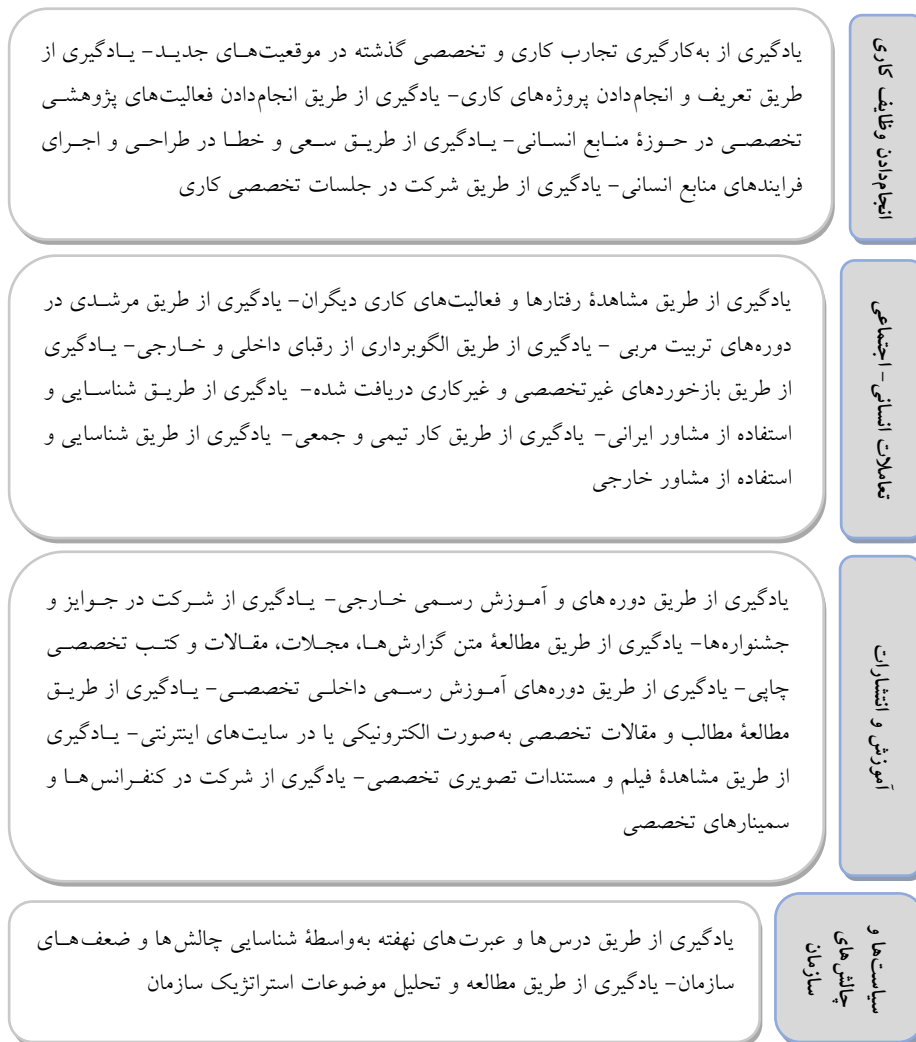 انجام‌دادن وظایف کاری
یادگیری از به‌کارگیری تجارب کاری و تخصصی گذشته در موقعیت‌های جدید- یادگیری از
طریق تعریف و انجام‌دادن پروژه‌های کاری- یادگیری از طریق انجام‌دادن فعالیت‌های پژوهشی
تخصصی در حوزۀ منابع انسانی- یادگیری از طریق سعی و خطا در طراحی و اجرای
فرایندهای منابع انسانی- یادگیری از طریق شرکت در جلسات تخصصی کاری
تعاملات انسانی - اجتماعی
یادگیری از طریق مشاهدۀ رفتارها و فعالیت‌های کاری دیگران- یادگیری از طریق مرشدی در
دوره‌های تربیت مربی - یادگیری از طریق الگوبرداری از رقبای داخلی و خارجی- یادگیری
از طریق بازخوردهای غیرتخصصی و غیرکاری دریافت شده- یادگیری از طریق شناسایی و
استفاده از مشاور ایرانی- یادگیری از طریق کار تیمی و جمعی- یادگیری از طریق شناسایی و
استفاده از مشاور خارجی
آموزش و انتشارات
یادگیری از طریق دوره های و آموزش رسمی خارجی- یادگیری از شرکت در جوایز و
جشنواره‌ها- یادگیری از طریق مطالعۀ متن گزارش‌ها، مجلات، مقالات و کتب تخصصی
چاپی- یادگیری از طریق دوره‌های آموزش رسمی داخلی تخصصی- یادگیری از طریق
مطالعۀ مطالب و مقالات تخصصی به‌صورت الکترونیکی یا در سایت‌های اینترنتی- یادگیری
از طریق مشاهدۀ فیلم و مستندات تصویری تخصصی- یادگیری از شرکت در کنفرانس‌ها و
سمینارهای تخصصی
سیاست‌ها و
چالش های
سازمان
یادگیری از طریق درس‌ها و عبرت‌های نهفته به‌واسطۀ شناسایی چالش‌ها و ضعف‌های
سازمان- یادگیری از طریق مطالعه و تحلیل موضوعات استراتژیک سازمان